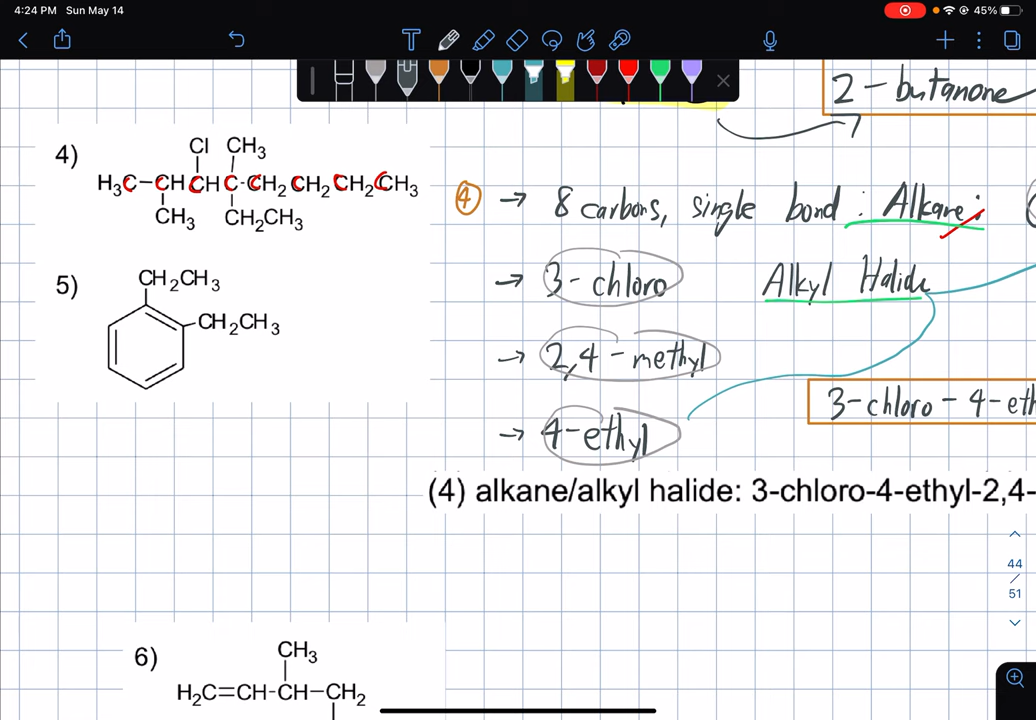 4:24 PM Sun May 14
45%
2 - butanone
4)
Cl CH3
H3C-CH CH C-CH2 CH2 CH2 CH3
CH3 CH2CH3
4 → 8 carbons, single bond : Alkane :
→ 3- chloro
Alkyl Halide
→ 2,4 - methyl
→ 4-ethyl
3-chloro - 4-eth
(4) alkane/alkyl halide: 3-chloro-4-ethyl-2,4-
5)
CH2CH3
CH2CH3
44
/
51
6)
CH3
H2C=CH-CH-CH2